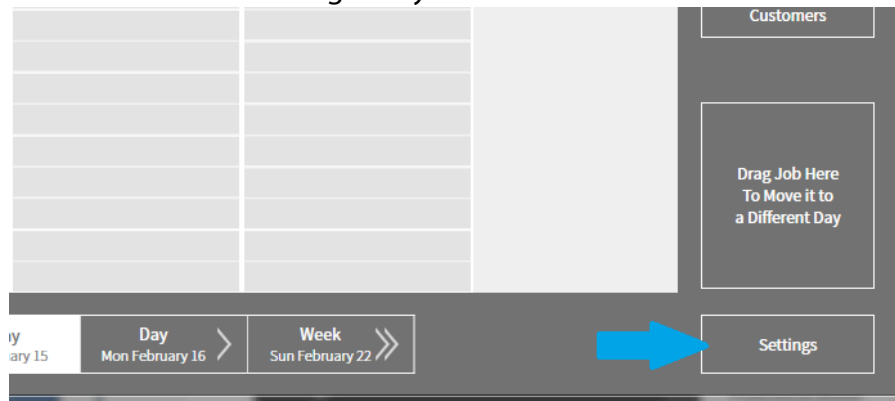 Customers
Drag Job Here
To Move it to
a Different Day
Day
Mon February 16
Week
Sun February 22
Settings
15